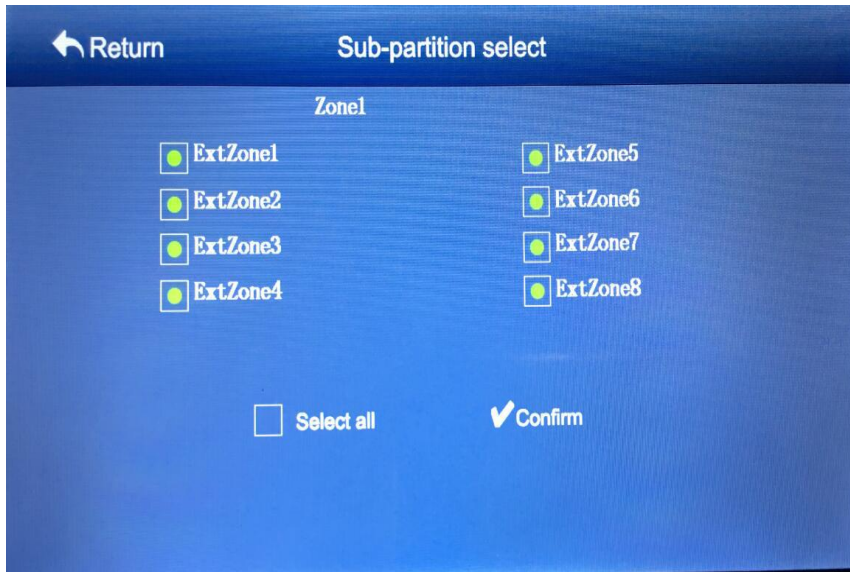 Return
Sub-partition select
Zone1
ExtZone1
ExtZone2
ExtZone3
ExtZone4
ExtZone5
ExtZone6
ExtZone7
ExtZone8
Select all
Confirm